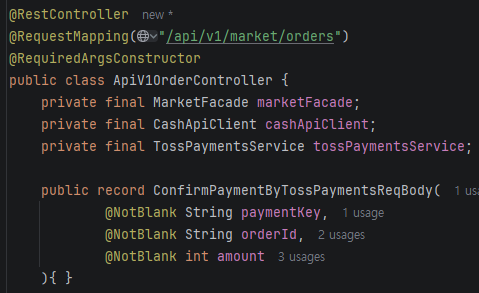 @RestController new *
@RequestMapping("/api/v1/market/orders")
@RequiredArgsConstructor
public class ApiV1OrderController {
private final MarketFacade marketFacade;
private final CashApiClient cashApiClient;
private final TossPaymentsService tossPaymentsService;
public record ConfirmPaymentByTossPaymentsReqBody( 1 usa
@NotBlank String paymentKey, 1 usage
@NotBlank String orderId, 2 usages
@NotBlank int amount 3 usages
){ }